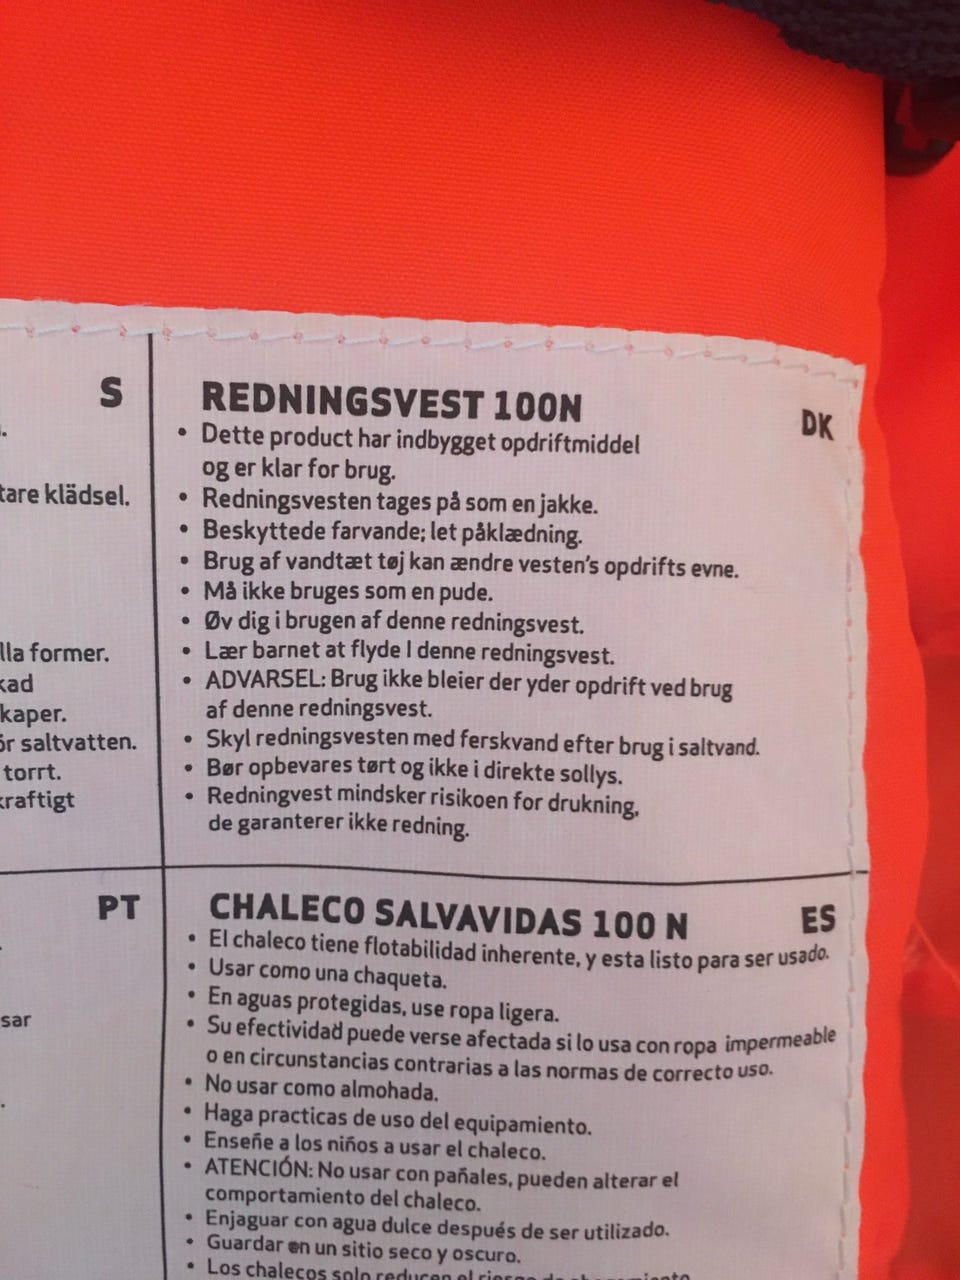 S
.
tare klädsel.
lla former.
kad
kaper.
ör saltvatten.
torrt.
kraftigt
REDNINGSVEST 100N
DK
• Dette product har indbygget opdriftmiddel
og er klar for brug.
• Redningsvesten tages på som en jakke.
• Beskyttede farvande; let påklædning.
• Brug af vandtæt tøj kan ændre vesten's opdrifts evne.
• Må ikke bruges som en pude.
• Øv dig i brugen af denne redningsvest.
• Lær barnet at flyde I denne redningsvest.
• ADVARSEL: Brug ikke bleier der yder opdrift ved brug
af denne redningsvest.
• Skyl redningsvesten med ferskvand efter brug i saltvand.
• Bør opbevares tørt og ikke i direkte sollys.
• Redningvest mindsker risikoen for drukning,
de garanterer ikke redning.
PT
.
sar
.
CHALECO SALVAVIDAS 100 N
ES
• El chaleco tiene flotabilidad inherente, y esta listo para ser usado.
• Usar como una chaqueta.
• En aguas protegidas, use ropa ligera.
• Su efectividad puede verse afectada si lo usa con ropa impermeable
o en circunstancias contrarias a las normas de correcto uso.
• No usar como almohada.
• Haga practicas de uso del equipamiento.
• Enseñe a los niños a usar el chaleco.
• ATENCIÓN: No usar con pañales, pueden alterar el
comportamiento del chaleco.
• Enjaguar con agua dulce después de ser utilizado.
• Guardar en un sitio seco y oscuro.
• Los chalecos solo reducen el riesgo de